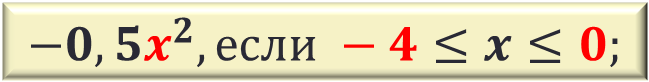 −0, 5x², если − 4 ≤ x ≤ 0;